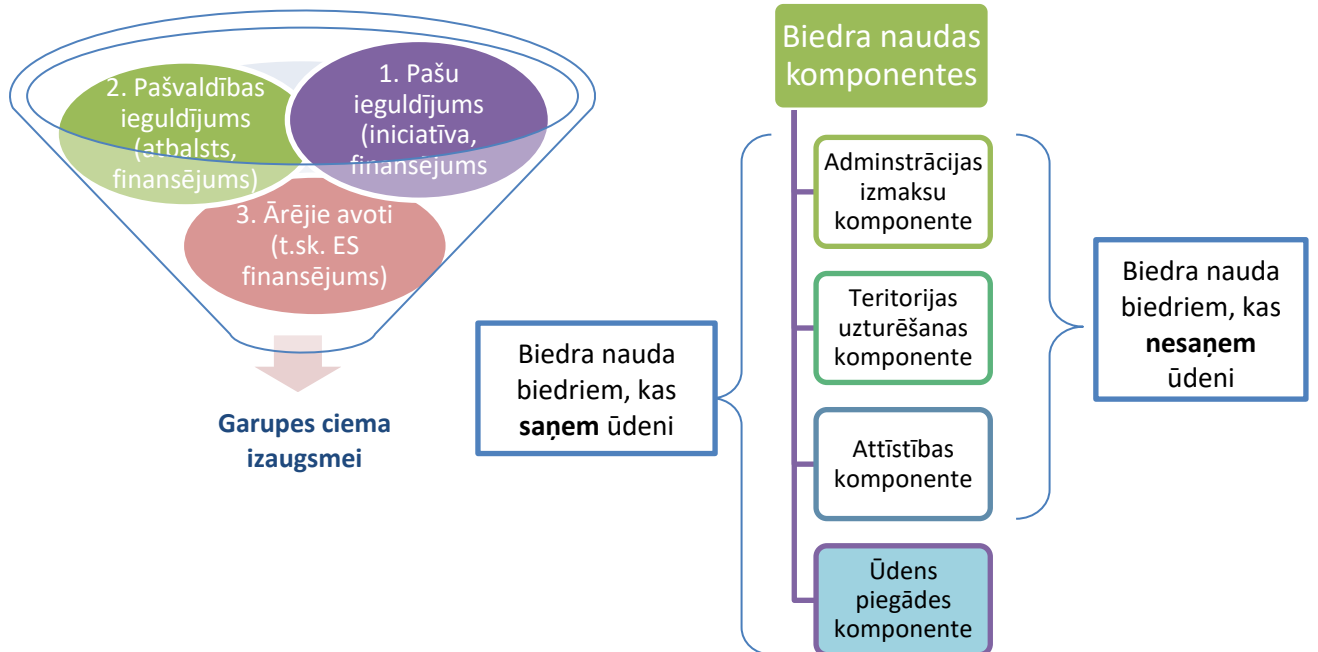 2. Pašvaldības
ieguldījums
(atbalsts,
finansējums)
1. Pašu
ieguldījums
(iniciatīva,
finansējums
3. Ārējie avoti
(t.sk. ES
finansējums)
Garupes ciema
izaugsmei
Biedra naudas
komponentes
Biedra nauda
biedriem, kas
saņem ūdeni
Adminstrācijas
izmaksu
komponente
Teritorijas
uzturēšanas
komponente
Attīstības
komponente
Ūdens
piegādes
komponente
Biedra nauda
biedriem, kas
nesaņem
ūdeni